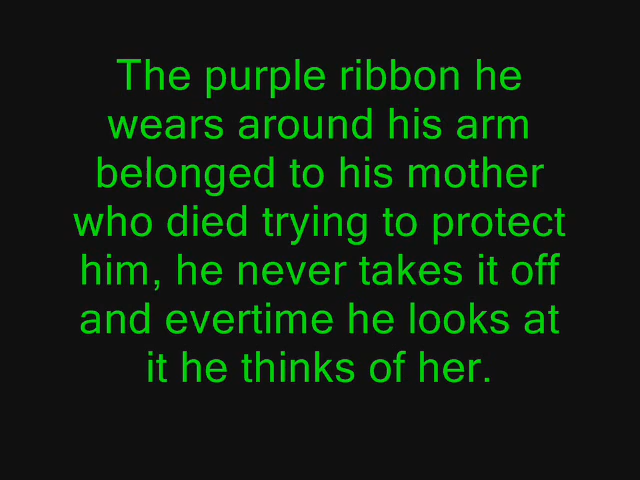 The purple ribbon he
wears around his arm
belonged to his mother
who died trying to protect
him, he never takes it off
and evertime he looks at
it he thinks of her.